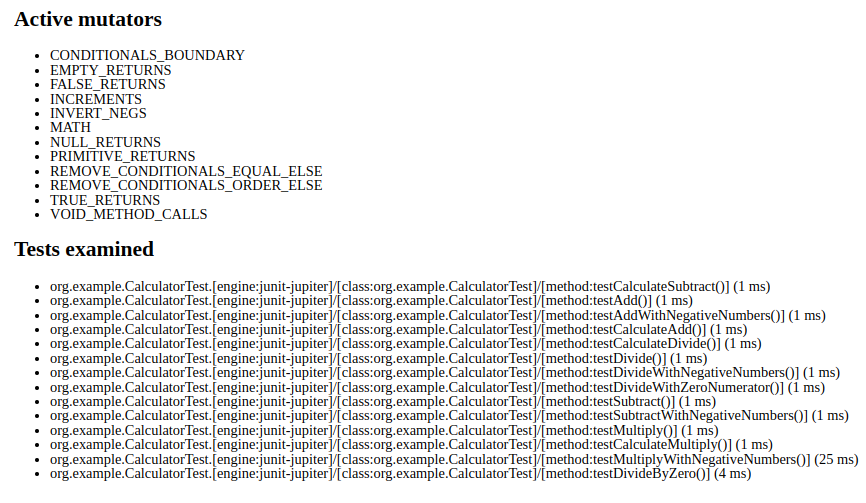 Active mutators
CONDITIONALS_BOUNDARY
EMPTY_RETURNS
FALSE_RETURNS
INCREMENTS
INVERT_NEGS
MATH
NULL_RETURNS
PRIMITIVE_RETURNS
REMOVE_CONDITIONALS_EQUAL_ELSE
REMOVE_CONDITIONALS_ORDER_ELSE
TRUE_RETURNS
VOID_METHOD_CALLS
Tests examined
org.example.CalculatorTest.[engine:junit-jupiter]/[class:org.example.CalculatorTest]/[method:testCalculateSubtract()] (1 ms)
org.example.CalculatorTest.[engine:junit-jupiter]/[class:org.example.CalculatorTest]/[method:testAdd()] (1 ms)
org.example.CalculatorTest.[engine:junit-jupiter]/[class:org.example.CalculatorTest]/[method:testAddWithNegativeNumbers()] (1 ms)
org.example.CalculatorTest.[engine:junit-jupiter]/[class:org.example.CalculatorTest]/[method:testCalculateAdd()] (1 ms)
org.example.CalculatorTest.[engine:junit-jupiter]/[class:org.example.CalculatorTest]/[method:testCalculateDivide()] (1 ms)
org.example.CalculatorTest.[engine:junit-jupiter]/[class:org.example.CalculatorTest]/[method:testDivide()] (1 ms)
org.example.CalculatorTest.[engine:junit-jupiter]/[class:org.example.CalculatorTest]/[method:testDivideWithNegativeNumbers()] (1 ms)
org.example.CalculatorTest.[engine:junit-jupiter]/[class:org.example.CalculatorTest]/[method:testDivideWithZeroNumerator()] (1 ms)
org.example.CalculatorTest.[engine:junit-jupiter]/[class:org.example.CalculatorTest]/[method:testSubtract()] (1 ms)
org.example.CalculatorTest.[engine:junit-jupiter]/[class:org.example.CalculatorTest]/[method:testSubtractWithNegativeNumbers()] (1 ms)
org.example.CalculatorTest.[engine:junit-jupiter]/[class:org.example.CalculatorTest]/[method:testMultiply()] (1 ms)
org.example.CalculatorTest.[engine:junit-jupiter]/[class:org.example.CalculatorTest]/[method:testCalculateMultiply()] (1 ms)
org.example.CalculatorTest.[engine:junit-jupiter]/[class:org.example.CalculatorTest]/[method:testMultiplyWithNegativeNumbers()] (25 ms)
org.example.CalculatorTest.[engine:junit-jupiter]/[class:org.example.CalculatorTest]/[method:testDivideByZero()] (4 ms)